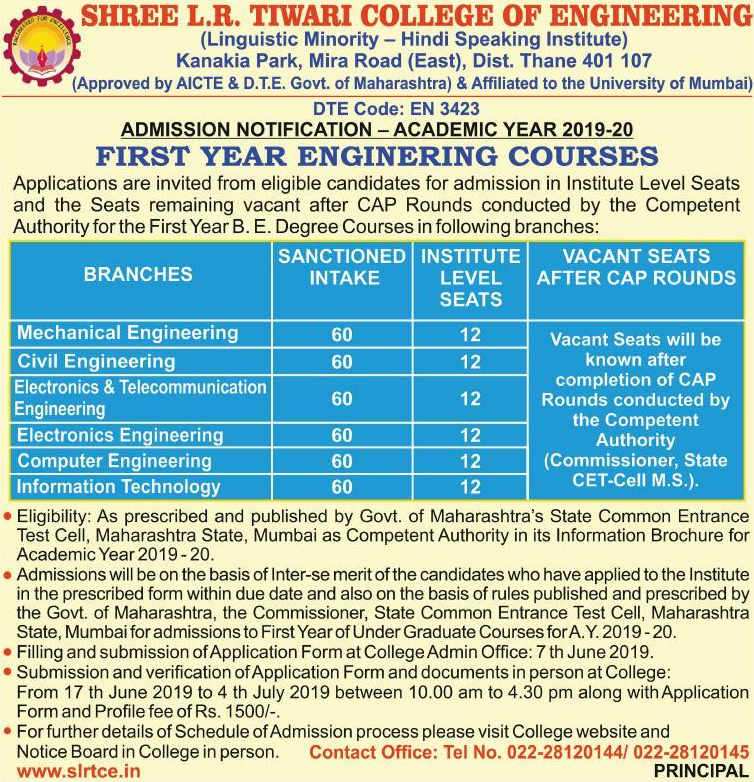 SHREE L.R. TIWARI COLLEGE OF ENGINEERING
(Linguistic Minority – Hindi Speaking Institute)
Kanakia Park, Mira Road (East), Dist. Thane 401 107
(Approved by AICTE & D.T.E. Govt. of Maharashtra) & Affiliated to the University of Mumbai)
DTE Code: EN 3423
ADMISSION NOTIFICATION – ACADEMIC YEAR 2019-20
FIRST YEAR ENGINERING COURSES
Applications are invited from eligible candidates for admission in Institute Level Seats
and the Seats remaining vacant after CAP Rounds conducted by the Competent
Authority for the First Year B. E. Degree Courses in following branches:
BRANCHES
SANCTIONED
INTAKE
INSTITUTE
LEVEL
SEATS
VACANT SEATS
AFTER CAP ROUNDS
Mechanical Engineering 60 12
Civil Engineering 60 12
Electronics & Telecommunication
Engineering 60 12
Electronics Engineering 60 12
Computer Engineering 60 12
Information Technology 60 12
Vacant Seats will be
known after
completion of CAP
Rounds conducted by
the Competent
Authority
(Commissioner, State
CET-Cell M.S.).
• Eligibility: As prescribed and published by Govt. of Maharashtra's State Common Entrance
Test Cell, Maharashtra State, Mumbai as Competent Authority in its Information Brochure for
Academic Year 2019 - 20.
• Admissions will be on the basis of Inter-se merit of the candidates who have applied to the Institute
in the prescribed form within due date and also on the basis of rules published and prescribed by
the Govt. of Maharashtra, the Commissioner, State Common Entrance Test Cell, Maharashtra
State, Mumbai for admissions to First Year of Under Graduate Courses for A.Y. 2019 - 20.
• Filling and submission of Application Form at College Admin Office: 7 th June 2019.
• Submission and verification of Application Form and documents in person at College:
From 17 th June 2019 to 4 th July 2019 between 10.00 am to 4.30 pm along with Application
Form and Profile fee of Rs. 1500/-.
• For further details of Schedule of Admission process please visit College website and
Notice Board in College in person. Contact Office: Tel No. 022-28120144/ 022-28120145
www.slrtce.in PRINCIPAL